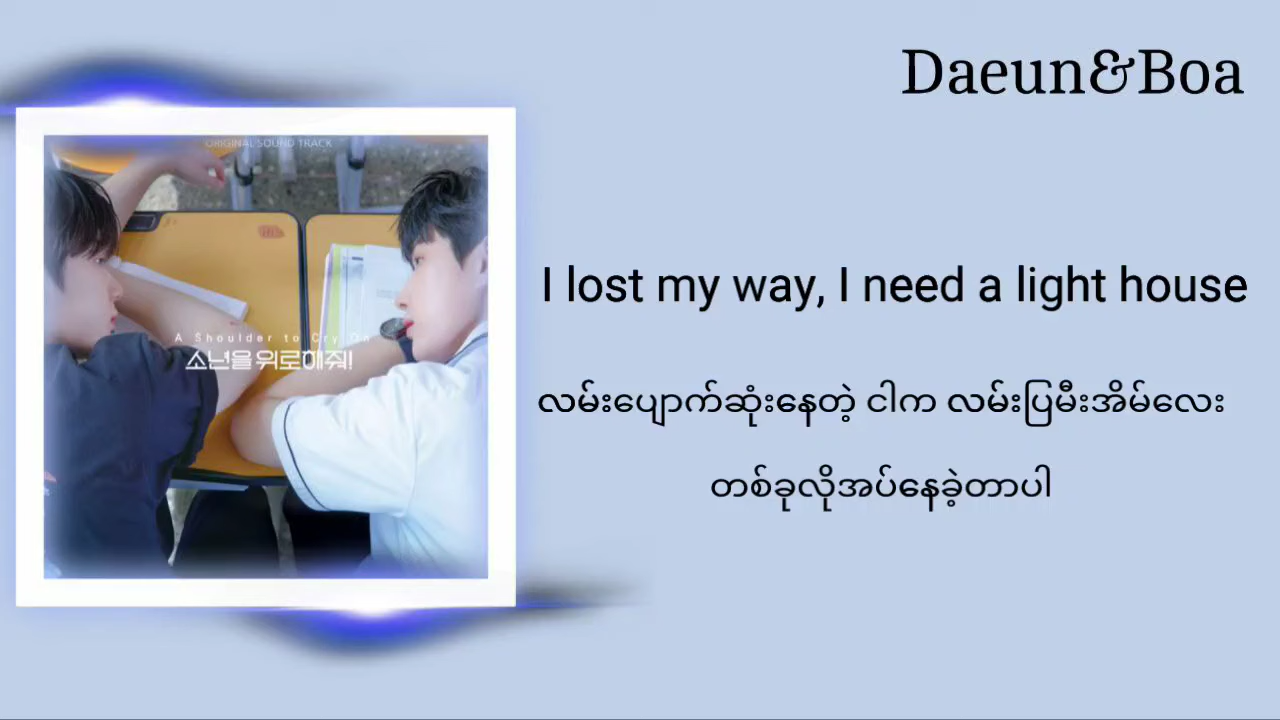 Daeun&Boa
ORIGINAL SOUND TRACK
I lost my way, I need a light house
A Shoulder to Cry On
소년을 위로해줘!
လမ်းပျောက်ဆုံးနေတဲ့ ငါက လမ်းပြမီးအိမ်လေး
တစ်ခုလိုအပ်နေခဲ့တာပါ